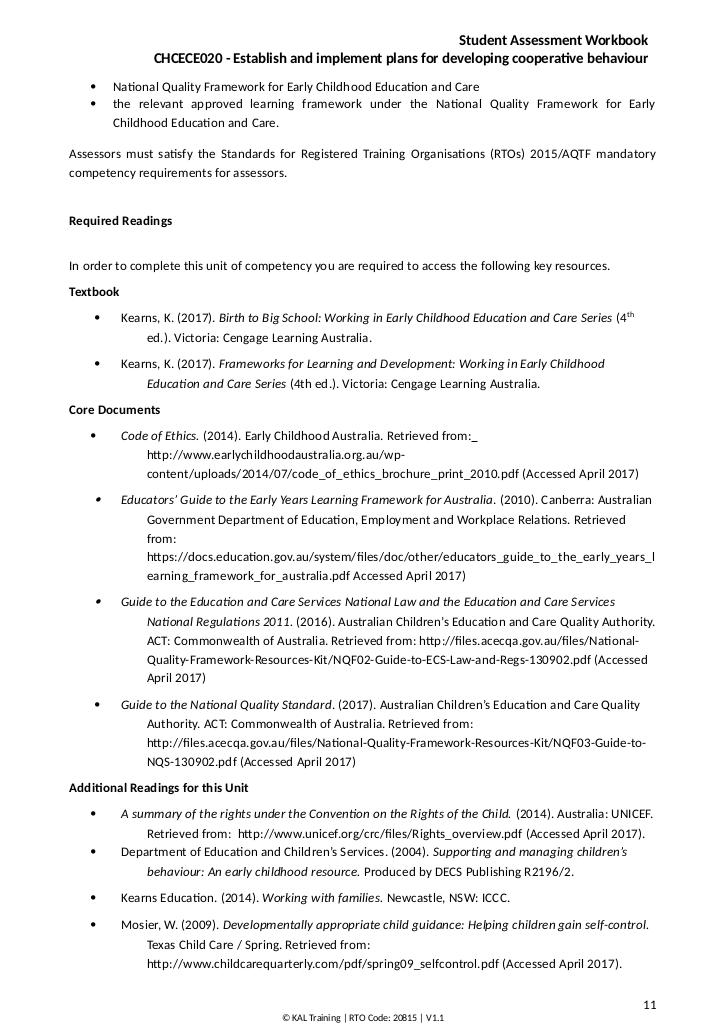 Student Assessment Workbook
CHCECE020 - Establish and implement plans for developing cooperative behaviour
• National Quality Framework for Early Childhood Education and Care
• the relevant approved learning framework under the National Quality Framework for Early
Childhood Education and Care.
Assessors must satisfy the Standards for Registered Training Organisations (RTOs) 2015/AQTF mandatory
competency requirements for assessors.
Required Readings
In order to complete this unit of competency you are required to access the following key resources.
Textbook
• Kearns, K. (2017). Birth to Big School: Working in Early Childhood Education and Care Series (4th
ed.). Victoria: Cengage Learning Australia.
• Kearns, K. (2017). Frameworks for Learning and Development: Working in Early Childhood
Education and Care Series (4th ed.). Victoria: Cengage Learning Australia.
Core Documents
• Code of Ethics. (2014). Early Childhood Australia. Retrieved from:_
http://www.earlychildhoodaustralia.org.au/wp-
content/uploads/2014/07/code_of_ethics_brochure_print_2010.pdf (Accessed April 2017)
• Educators’ Guide to the Early Years Learning Framework for Australia. (2010). Canberra: Australian
Government Department of Education, Employment and Workplace Relations. Retrieved
from:
https://docs.education.gov.au/system/files/doc/other/educators_guide_to_the_early_years_l
earning_framework_for_australia.pdf Accessed April 2017)
• Guide to the Education and Care Services National Law and the Education and Care Services
National Regulations 2011. (2016). Australian Children’s Education and Care Quality Authority.
ACT: Commonwealth of Australia. Retrieved from: http://files.acecqa.gov.au/files/National-
Quality-Framework-Resources-Kit/NQF02-Guide-to-ECS-Law-and-Regs-130902.pdf (Accessed
April 2017)
• Guide to the National Quality Standard. (2017). Australian Children’s Education and Care Quality
Authority. ACT: Commonwealth of Australia. Retrieved from:
http://files.acecqa.gov.au/files/National-Quality-Framework-Resources-Kit/NQF03-Guide-to-
NQS-130902.pdf (Accessed April 2017)
Additional Readings for this Unit
• A summary of the rights under the Convention on the Rights of the Child. (2014). Australia: UNICEF.
Retrieved from: http://www.unicef.org/crc/files/Rights_overview.pdf (Accessed April 2017).
• Department of Education and Children’s Services. (2004). Supporting and managing children’s
behaviour: An early childhood resource. Produced by DECS Publishing R2196/2.
• Kearns Education. (2014). Working with families. Newcastle, NSW: ICCC.
• Mosier, W. (2009). Developmentally appropriate child guidance: Helping children gain self-control.
Texas Child Care / Spring. Retrieved from:
http://www.childcarequarterly.com/pdf/spring09_selfcontrol.pdf (Accessed April 2017).
11
© KAL Training | RTO Code: 20815 | V1.1